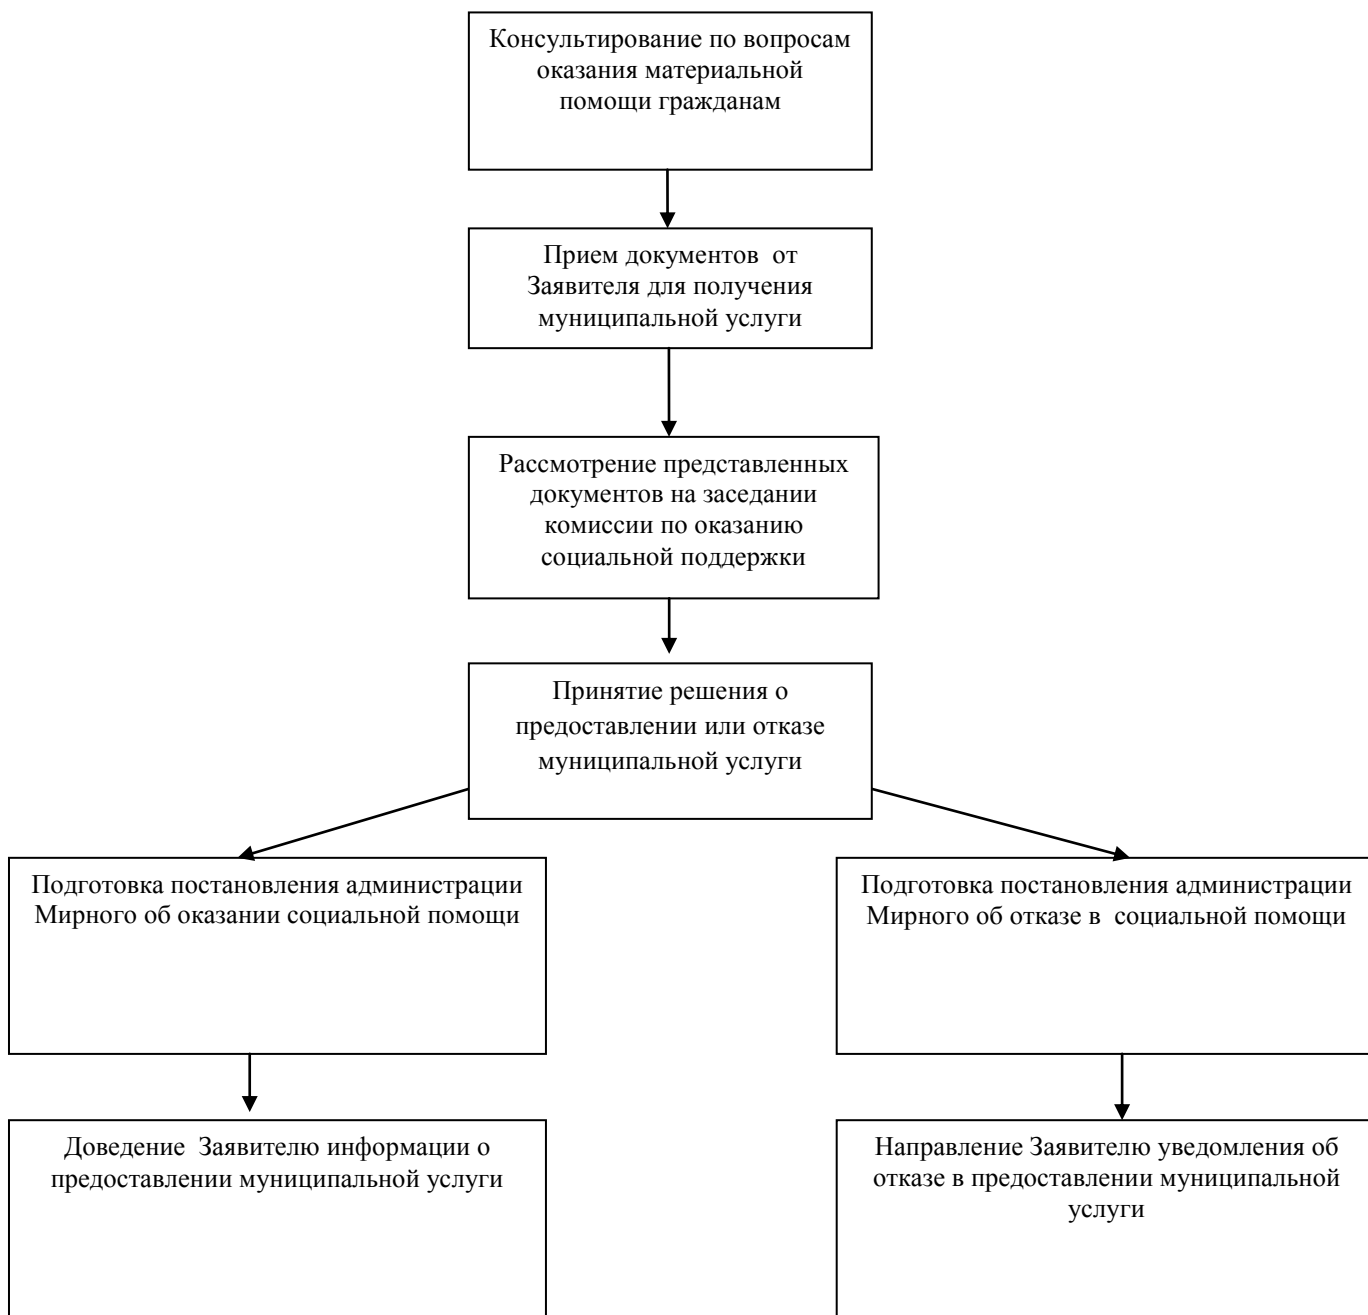 Консультирование по вопросам
оказания материальной
помощи гражданам
Прием документов  от
Заявителя для получения
муниципальной услуги
Рассмотрение представленных
документов на заседании
комиссии по оказанию
социальной поддержки
Принятие решения о
предоставлении или отказе
муниципальной услуги
Подготовка постановления администрации
Мирного об оказании социальной помощи
Подготовка постановления администрации
Мирного об отказе в  социальной помощи
Доведение  Заявителю информации о
предоставлении муниципальной услуги
Направление Заявителю уведомления об
отказе в предоставлении муниципальной
услуги